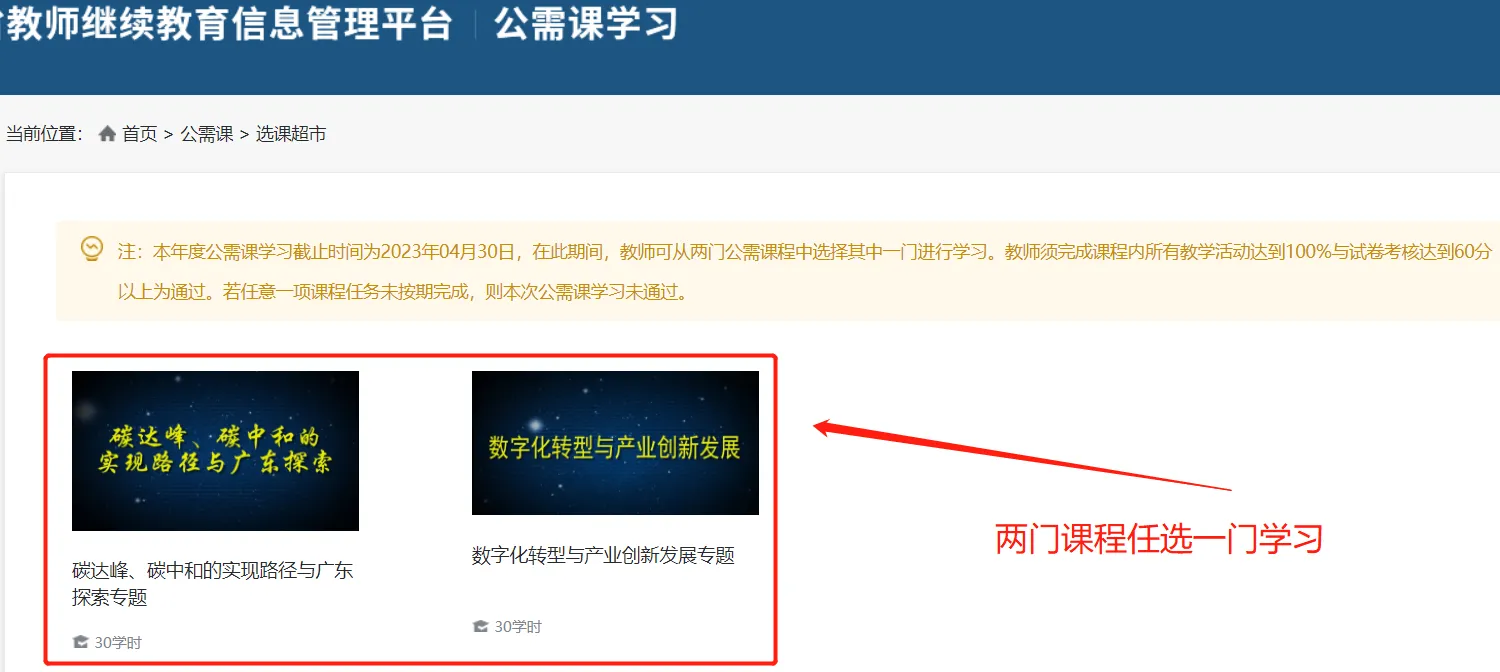 教师继续教育信息管理平台 公需课学习
当前位置： 首页 > 公需课 > 选课超市
注：本年度公需课学习截止时间为2023年04月30日，在此期间，教师可从两门公需课程中选择其中一门进行学习。教师须完成课程内所有教学活动达到100%与试卷考核达到60分
以上为通过。若任意一项课程任务未按期完成，则本次公需课学习未通过。
碳达峰、碳中和的
实现路径与广东探索
数字化转型与产业创新发展
两门课程任选一门学习
碳达峰、碳中和的实现路径与广东
探索专题
30学时
数字化转型与产业创新发展专题
30学时